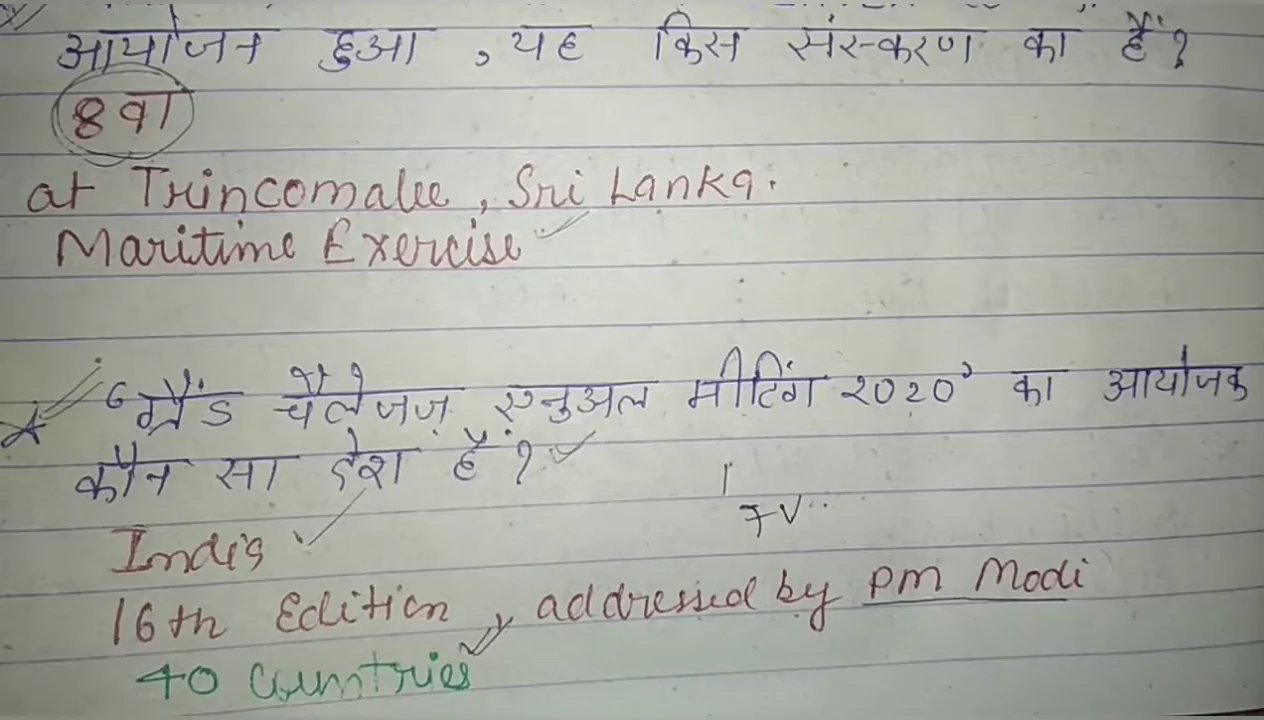 आयोजन हुआ , यह किस संस्करण का है ?
8वा
at Trincomalee , Sri Lanka.
Maritime Exercise
"ग्रैंड चैलेंजज़ एनुअल मीटिंग 2020" का आयोजक
कौन सा देश है ?
India
16th Edition , addressed by PM Modi
40 Countries